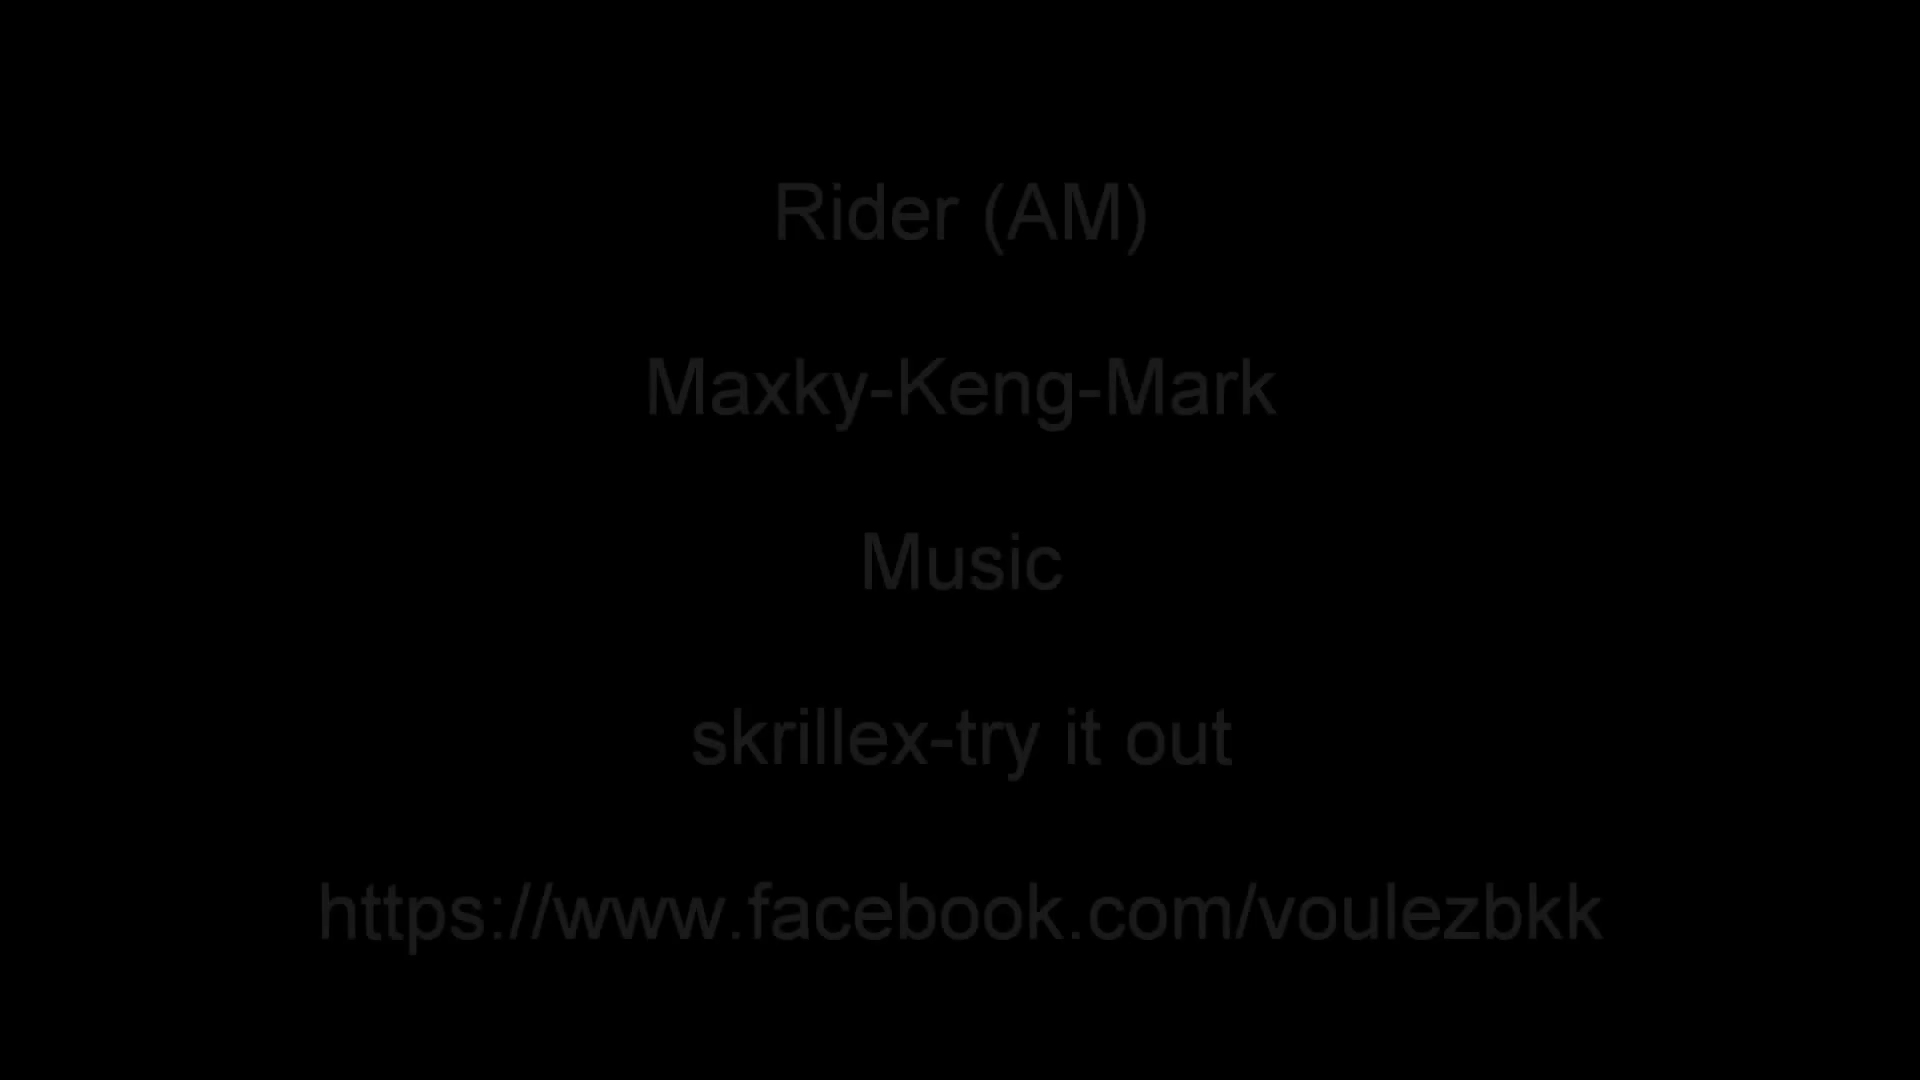 Rider (AM)
Maxky-Keng-Mark
Music
skrillex-try it out
https://www.facebook.com/voulezbkk